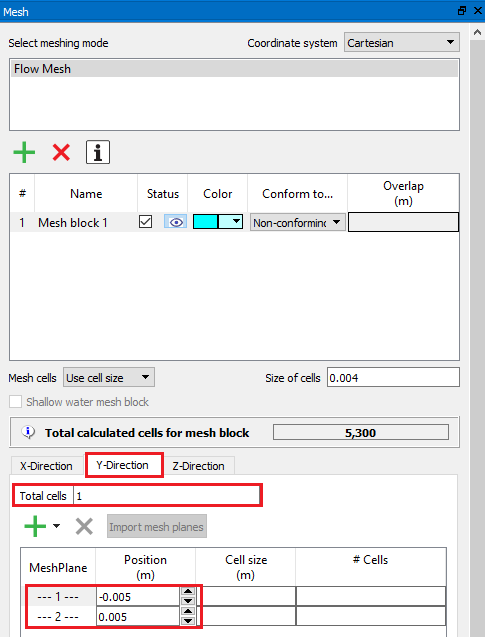 Mesh
Select meshing mode
Coordinate system Cartesian
Flow Mesh
# Name Status Color Conform to... Overlap (m)
1 Mesh block 1 Non-conforming
Mesh cells Use cell size Size of cells 0.004
Shallow water mesh block
Total calculated cells for mesh block 5,300
X-Direction Y-Direction Z-Direction
Total cells 1
Import mesh planes
MeshPlane Position (m) Cell size (m) # Cells
--- 1 --- -0.005
--- 2 --- 0.005